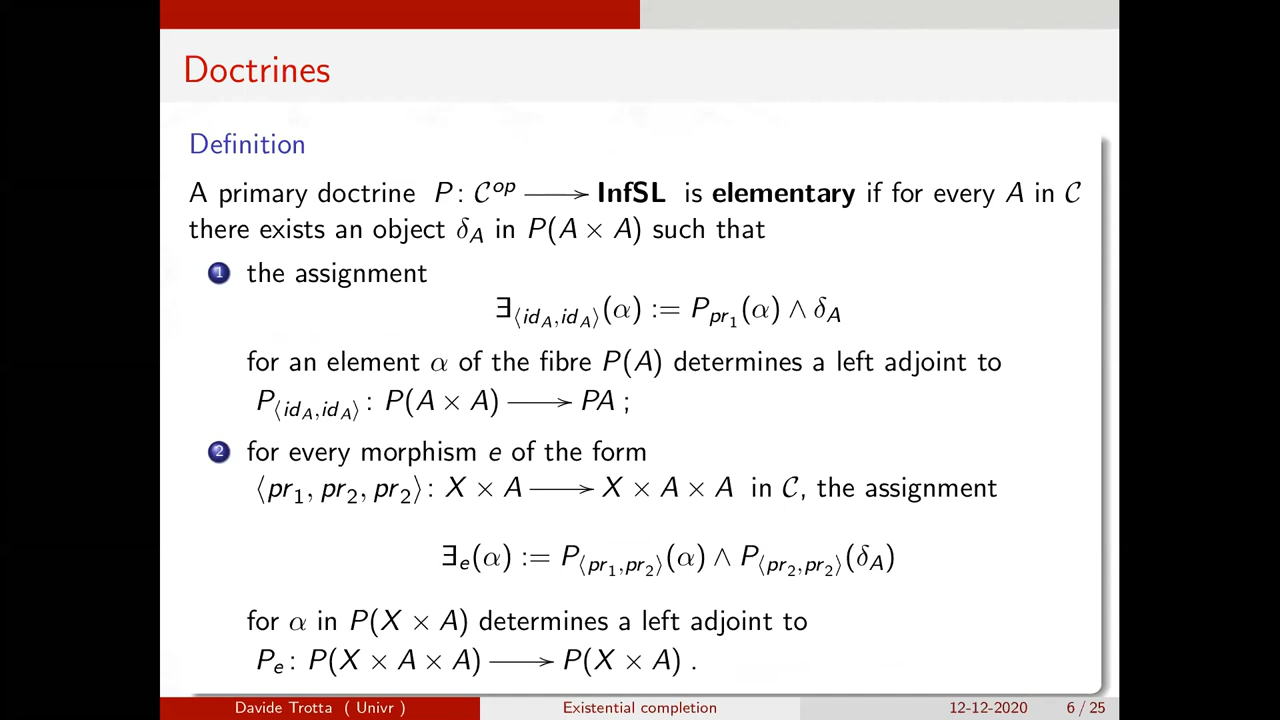 Doctrines
Definition
A primary doctrine P : 𝒞^op ⟶ InfSL is elementary if for every A in 𝒞
there exists an object δ_A in P(A × A) such that
1 the assignment
∃_⟨id_A,id_A⟩(α) := P_pr₁(α) ∧ δ_A
for an element α of the fibre P(A) determines a left adjoint to
P_⟨id_A,id_A⟩ : P(A × A) ⟶ PA ;
2 for every morphism e of the form
⟨pr₁, pr₂, pr₂⟩ : X × A ⟶ X × A × A in 𝒞, the assignment
∃_e(α) := P_⟨pr₁,pr₂⟩(α) ∧ P_⟨pr₂,pr₂⟩(δ_A)
for α in P(X × A) determines a left adjoint to
P_e : P(X × A × A) ⟶ P(X × A) .
Davide Trotta ( Univr ) Existential completion 12-12-2020 6 / 25